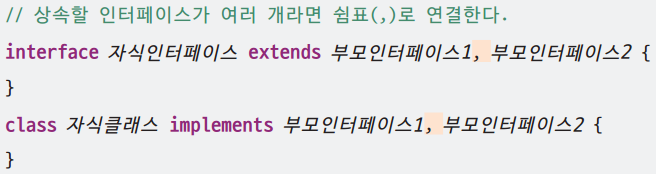 // 상속할 인터페이스가 여러 개라면 쉼표(,)로 연결한다.
interface 자식인터페이스 extends 부모인터페이스1, 부모인터페이스2 {
}
class 자식클래스 implements 부모인터페이스1, 부모인터페이스2 {
}